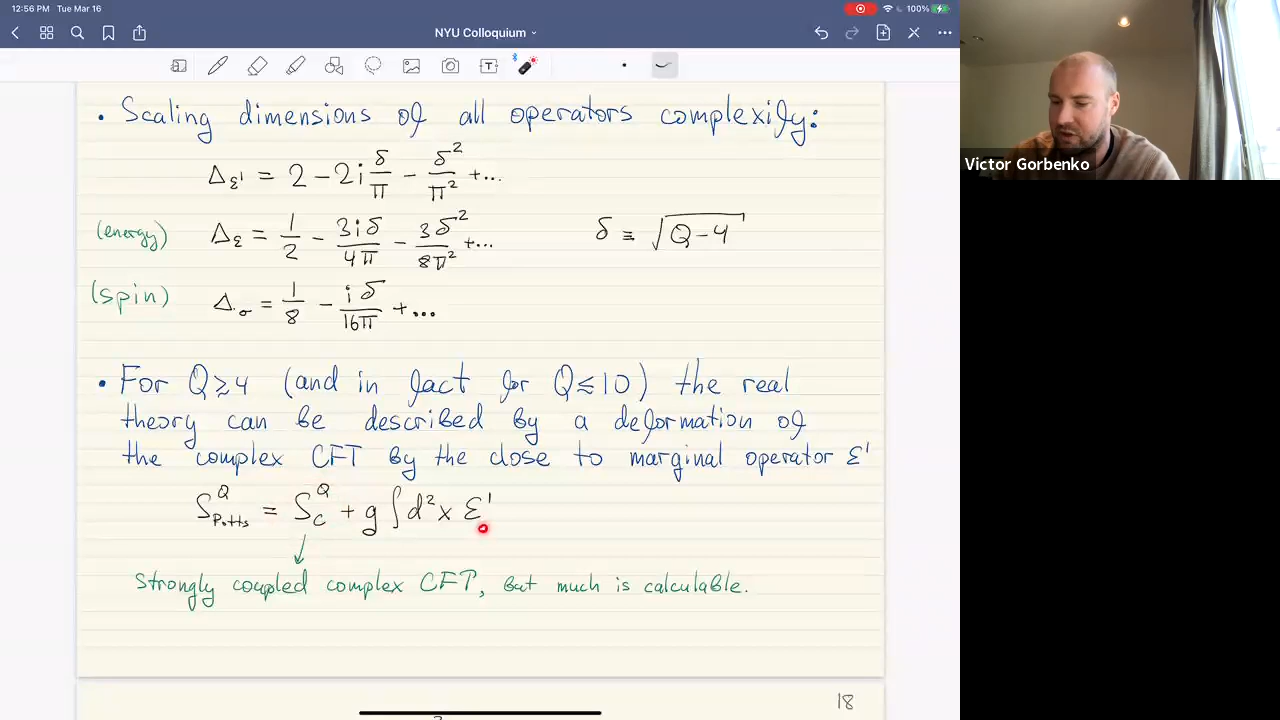 12:56 PM Tue Mar 16
100%
NYU Colloquium
• Scaling dimensions of all operators complexify:
Δ_ε' = 2 - 2i δ/π - δ²/π² + ...
(energy) Δ_ε = 1/2 - 3iδ/4π - 3δ²/8π² + ... δ ≡ √(Q-4)
(spin) Δ_σ = 1/8 - iδ/16π + ...
• For Q ≳ 4 (and in fact for Q ≲ 10) the real
theory can be described by a deformation of
the complex CFT by the close to marginal operator ε'
S^Q_Potts = S^Q_C + g ∫ d²x ε'
Strongly coupled complex CFT, but much is calculable.
18
Victor Gorbenko